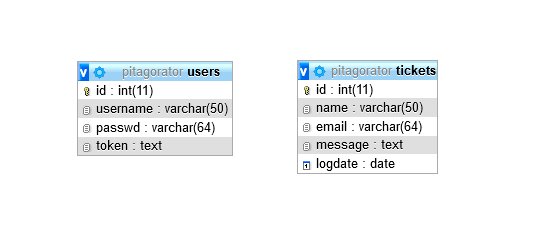 v pitagorator users
id : int(11)
username : varchar(50)
passwd : varchar(64)
token : text
v pitagorator tickets
id : int(11)
name : varchar(50)
email : varchar(64)
message : text
logdate : date